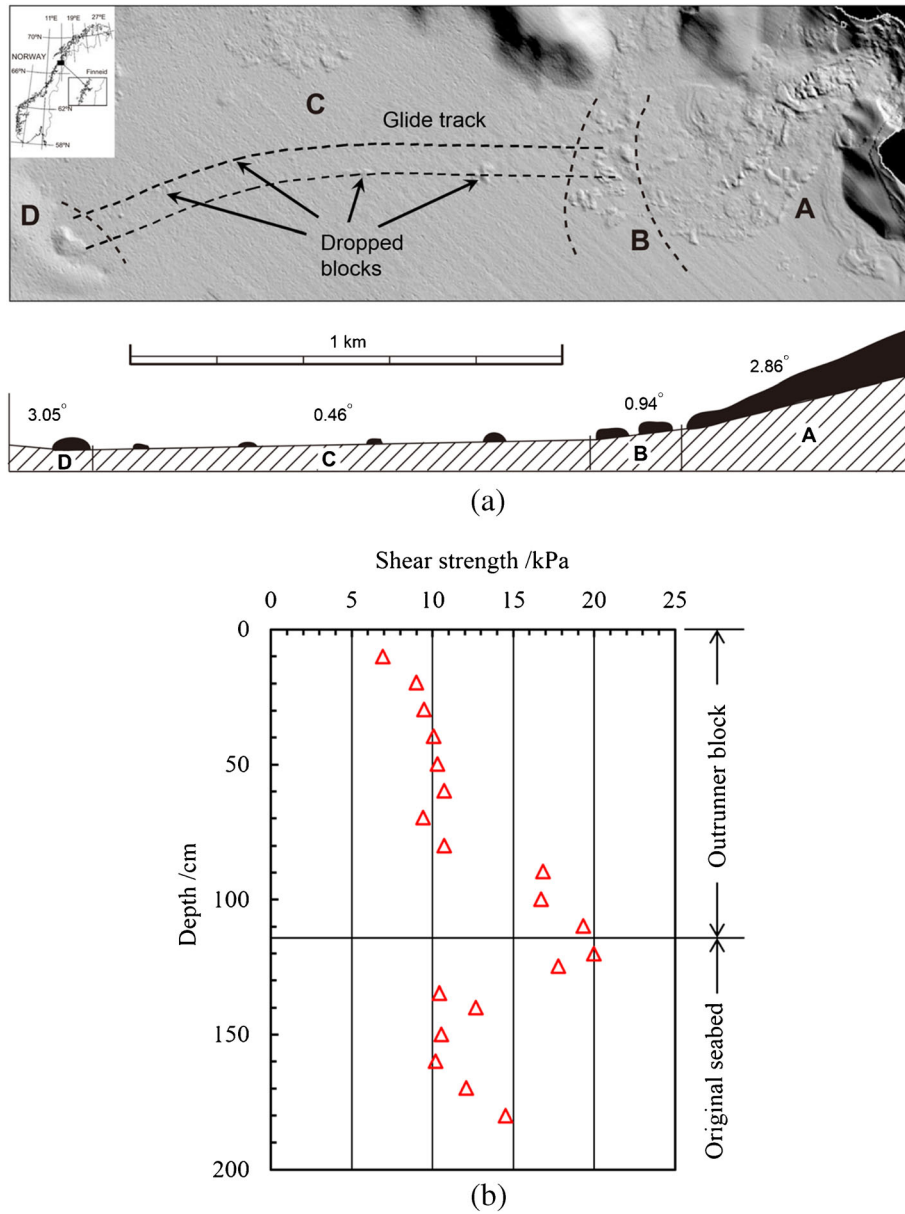 11°E 19°E 27°E
70°N
NORWAY
66°N
Finneid
62°N
58°N
C
Glide track
D
Dropped
blocks
A
B
1 km
2.86°
3.05°
0.46°
0.94°
D
C
B
A
(a)
Shear strength /kPa
0 5 10 15 20 25
0
50
100
150
200
Depth /cm
Outrunner block
Original seabed
(b)